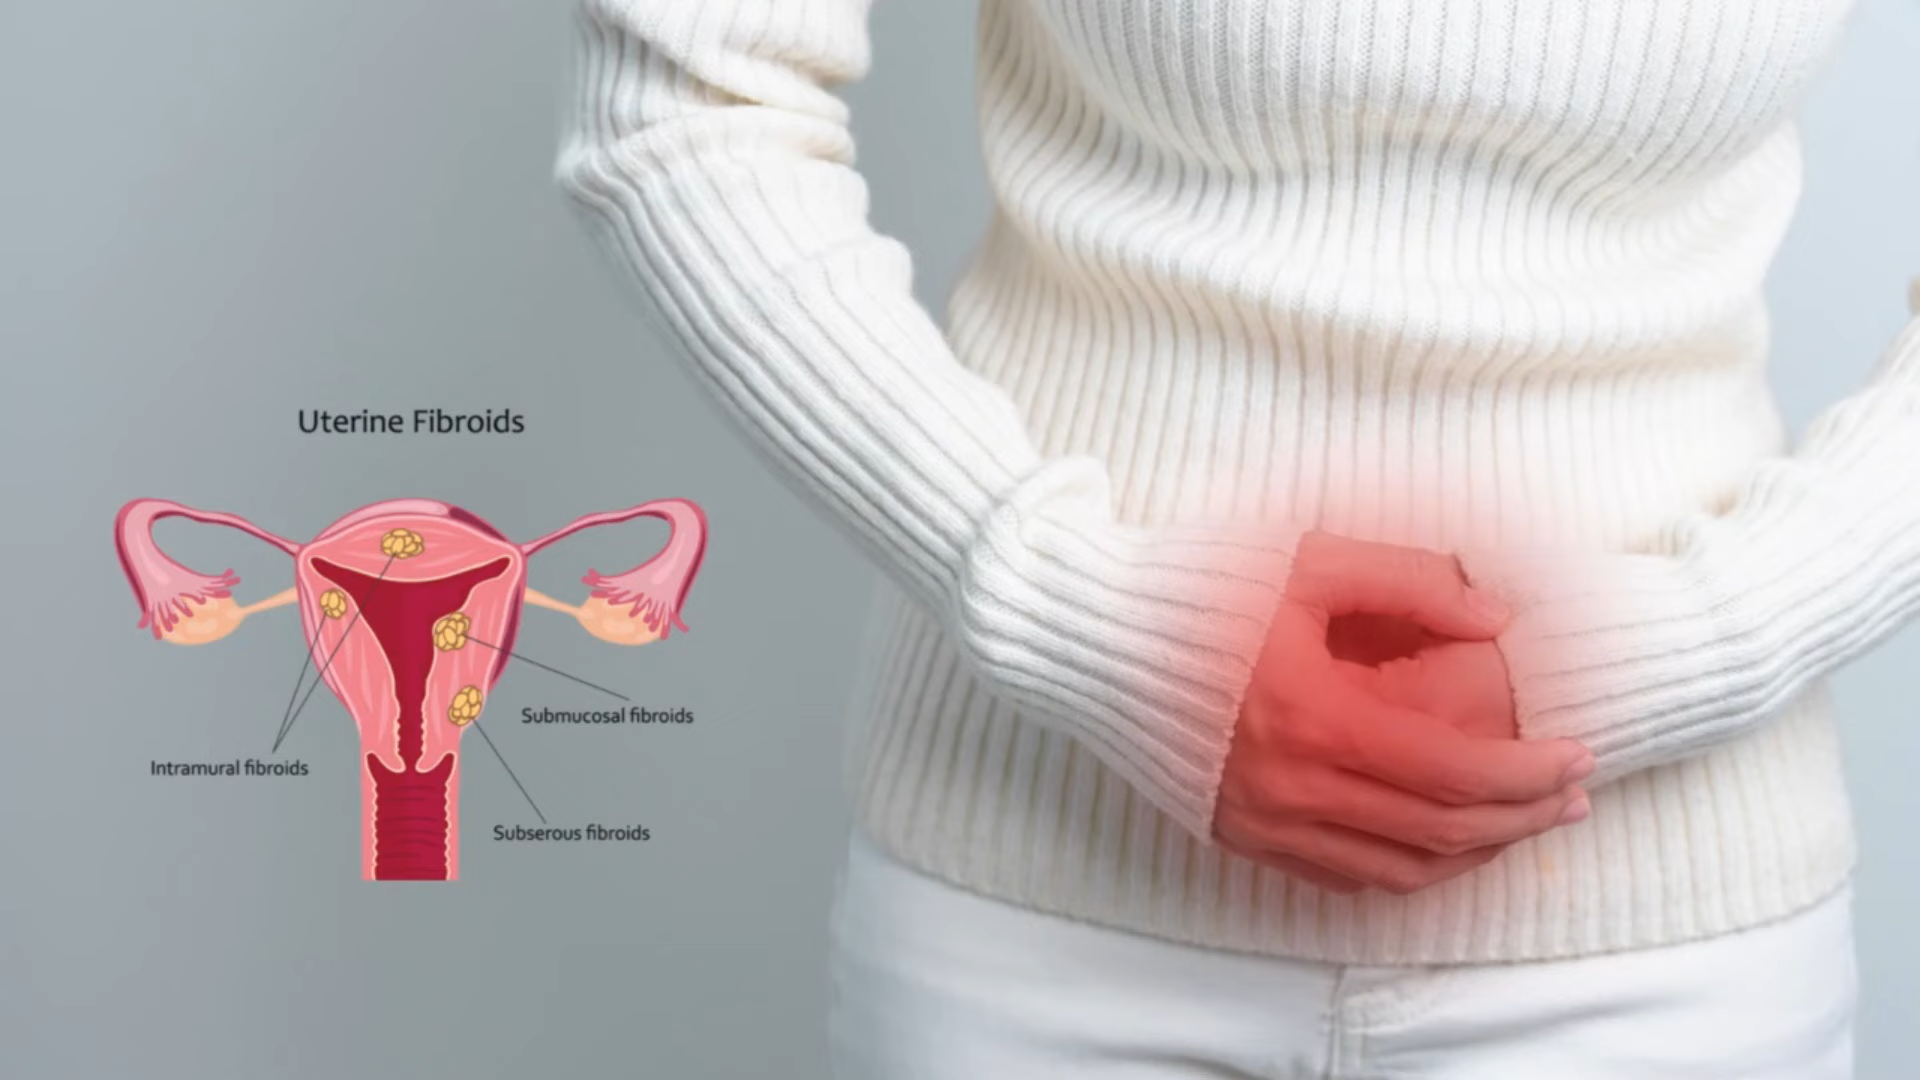 Uterine Fibroids
Submucosal fibroids
Intramural fibroids
Subserous fibroids